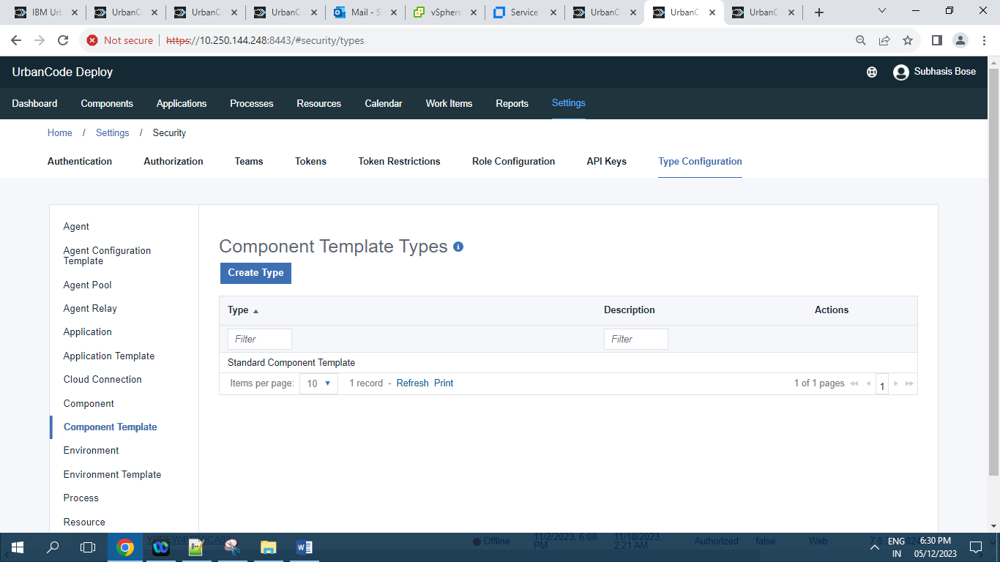 IBM Urb
UrbanC
UrbanC
UrbanC
Mail - S
vSphere
Service
UrbanC
UrbanC
UrbanC
Not secure
https://10.250.144.248:8443/#security/types
UrbanCode Deploy
Subhasis Bose
Dashboard Components Applications Processes Resources Calendar Work Items Reports Settings
Home / Settings / Security
Authentication Authorization Teams Tokens Token Restrictions Role Configuration API Keys Type Configuration
Agent
Agent Configuration
Template
Agent Pool
Agent Relay
Application
Application Template
Cloud Connection
Component
Component Template
Environment
Environment Template
Process
Resource
Component Template Types
Create Type
Type Description Actions
Filter Filter
Standard Component Template
Items per page: 10 1 record - Refresh Print 1 of 1 pages 1
Offline
11/2/2023, 6:08
PM
11/18/2023,
2:21 AM
Authorized
false
Web
ENG
IN
6:30 PM
05/12/2023